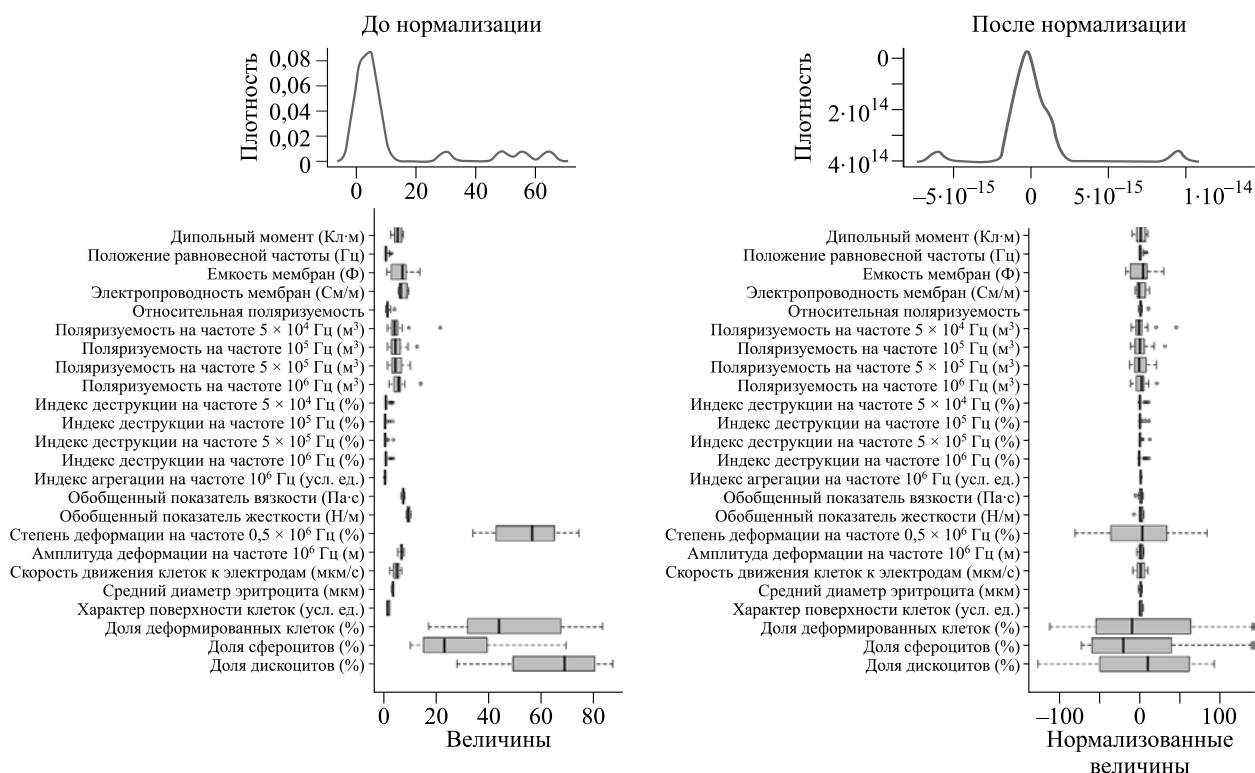 До нормализации
Плотность
0,08
0,06
0,04
0,02
0
0 20 40 60
Дипольный момент (Кл·м)
Положение равновесной частоты (Гц)
Емкость мембран (Ф)
Электропроводность мембран (См/м)
Относительная поляризуемость
Поляризуемость на частоте 5 × 10⁴ Гц (м³)
Поляризуемость на частоте 10⁵ Гц (м³)
Поляризуемость на частоте 5 × 10⁵ Гц (м³)
Поляризуемость на частоте 10⁶ Гц (м³)
Индекс деструкции на частоте 5 × 10⁴ Гц (%)
Индекс деструкции на частоте 10⁵ Гц (%)
Индекс деструкции на частоте 5 × 10⁵ Гц (%)
Индекс деструкции на частоте 10⁶ Гц (%)
Индекс агрегации на частоте 10⁶ Гц (усл. ед.)
Обобщенный показатель вязкости (Па·с)
Обобщенный показатель жесткости (Н/м)
Степень деформации на частоте 0,5 × 10⁶ Гц (%)
Амплитуда деформации на частоте 10⁶ Гц (м)
Скорость движения клеток к электродам (мкм/с)
Средний диаметр эритроцита (мкм)
Характер поверхности клеток (усл. ед.)
Доля деформированных клеток (%)
Доля сфероцитов (%)
Доля дискоцитов (%)
0 20 40 60 80
Величины
После нормализации
Плотность
0
2·10¹⁴
4·10¹⁴
–5·10⁻¹⁵ 0 5·10⁻¹⁵ 1·10⁻¹⁴
Дипольный момент (Кл·м)
Положение равновесной частоты (Гц)
Емкость мембран (Ф)
Электропроводность мембран (См/м)
Относительная поляризуемость
Поляризуемость на частоте 5 × 10⁴ Гц (м³)
Поляризуемость на частоте 10⁵ Гц (м³)
Поляризуемость на частоте 5 × 10⁵ Гц (м³)
Поляризуемость на частоте 10⁶ Гц (м³)
Индекс деструкции на частоте 5 × 10⁴ Гц (%)
Индекс деструкции на частоте 10⁵ Гц (%)
Индекс деструкции на частоте 5 × 10⁵ Гц (%)
Индекс деструкции на частоте 10⁶ Гц (%)
Индекс агрегации на частоте 10⁶ Гц (усл. ед.)
Обобщенный показатель вязкости (Па·с)
Обобщенный показатель жесткости (Н/м)
Степень деформации на частоте 0,5 × 10⁶ Гц (%)
Амплитуда деформации на частоте 10⁶ Гц (м)
Скорость движения клеток к электродам (мкм/с)
Средний диаметр эритроцита (мкм)
Характер поверхности клеток (усл. ед.)
Доля деформированных клеток (%)
Доля сфероцитов (%)
Доля дискоцитов (%)
–100 0 100
Нормализованные
величины